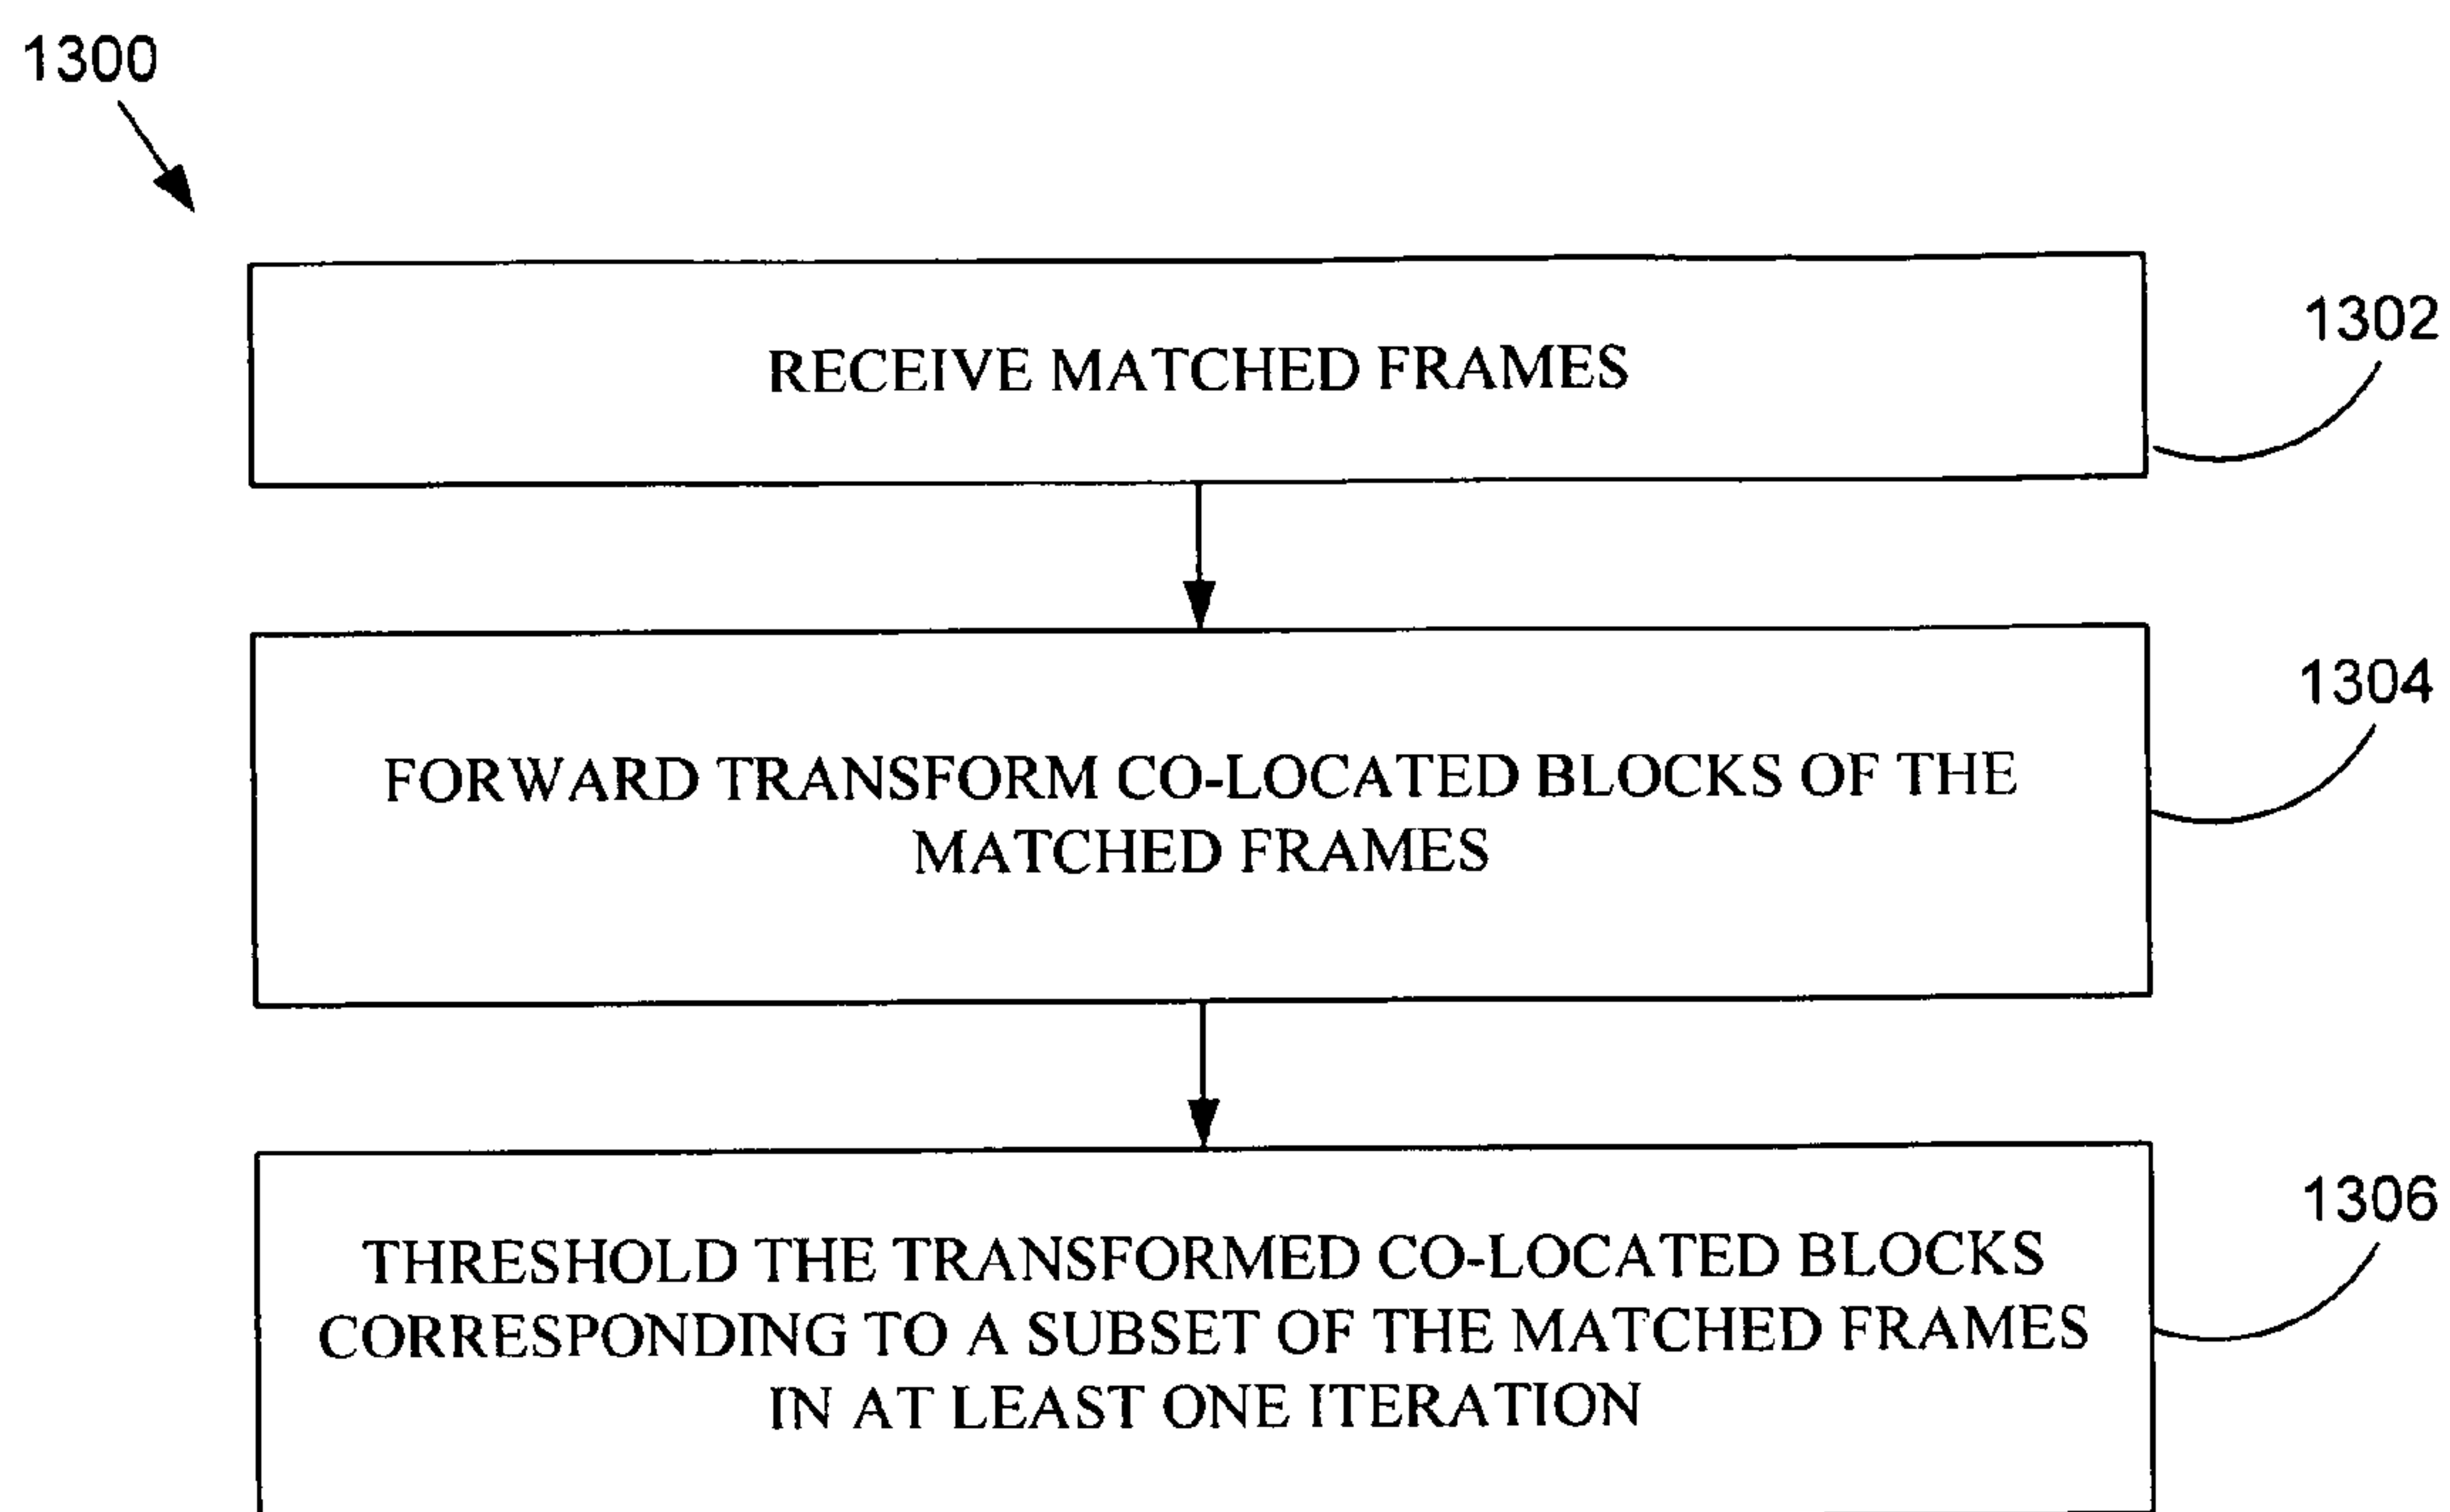 1300
RECEIVE MATCHED FRAMES
1302
FORWARD TRANSFORM CO-LOCATED BLOCKS OF THE
MATCHED FRAMES
1304
THRESHOLD THE TRANSFORMED CO-LOCATED BLOCKS
CORRESPONDING TO A SUBSET OF THE MATCHED FRAMES
IN AT LEAST ONE ITERATION
1306